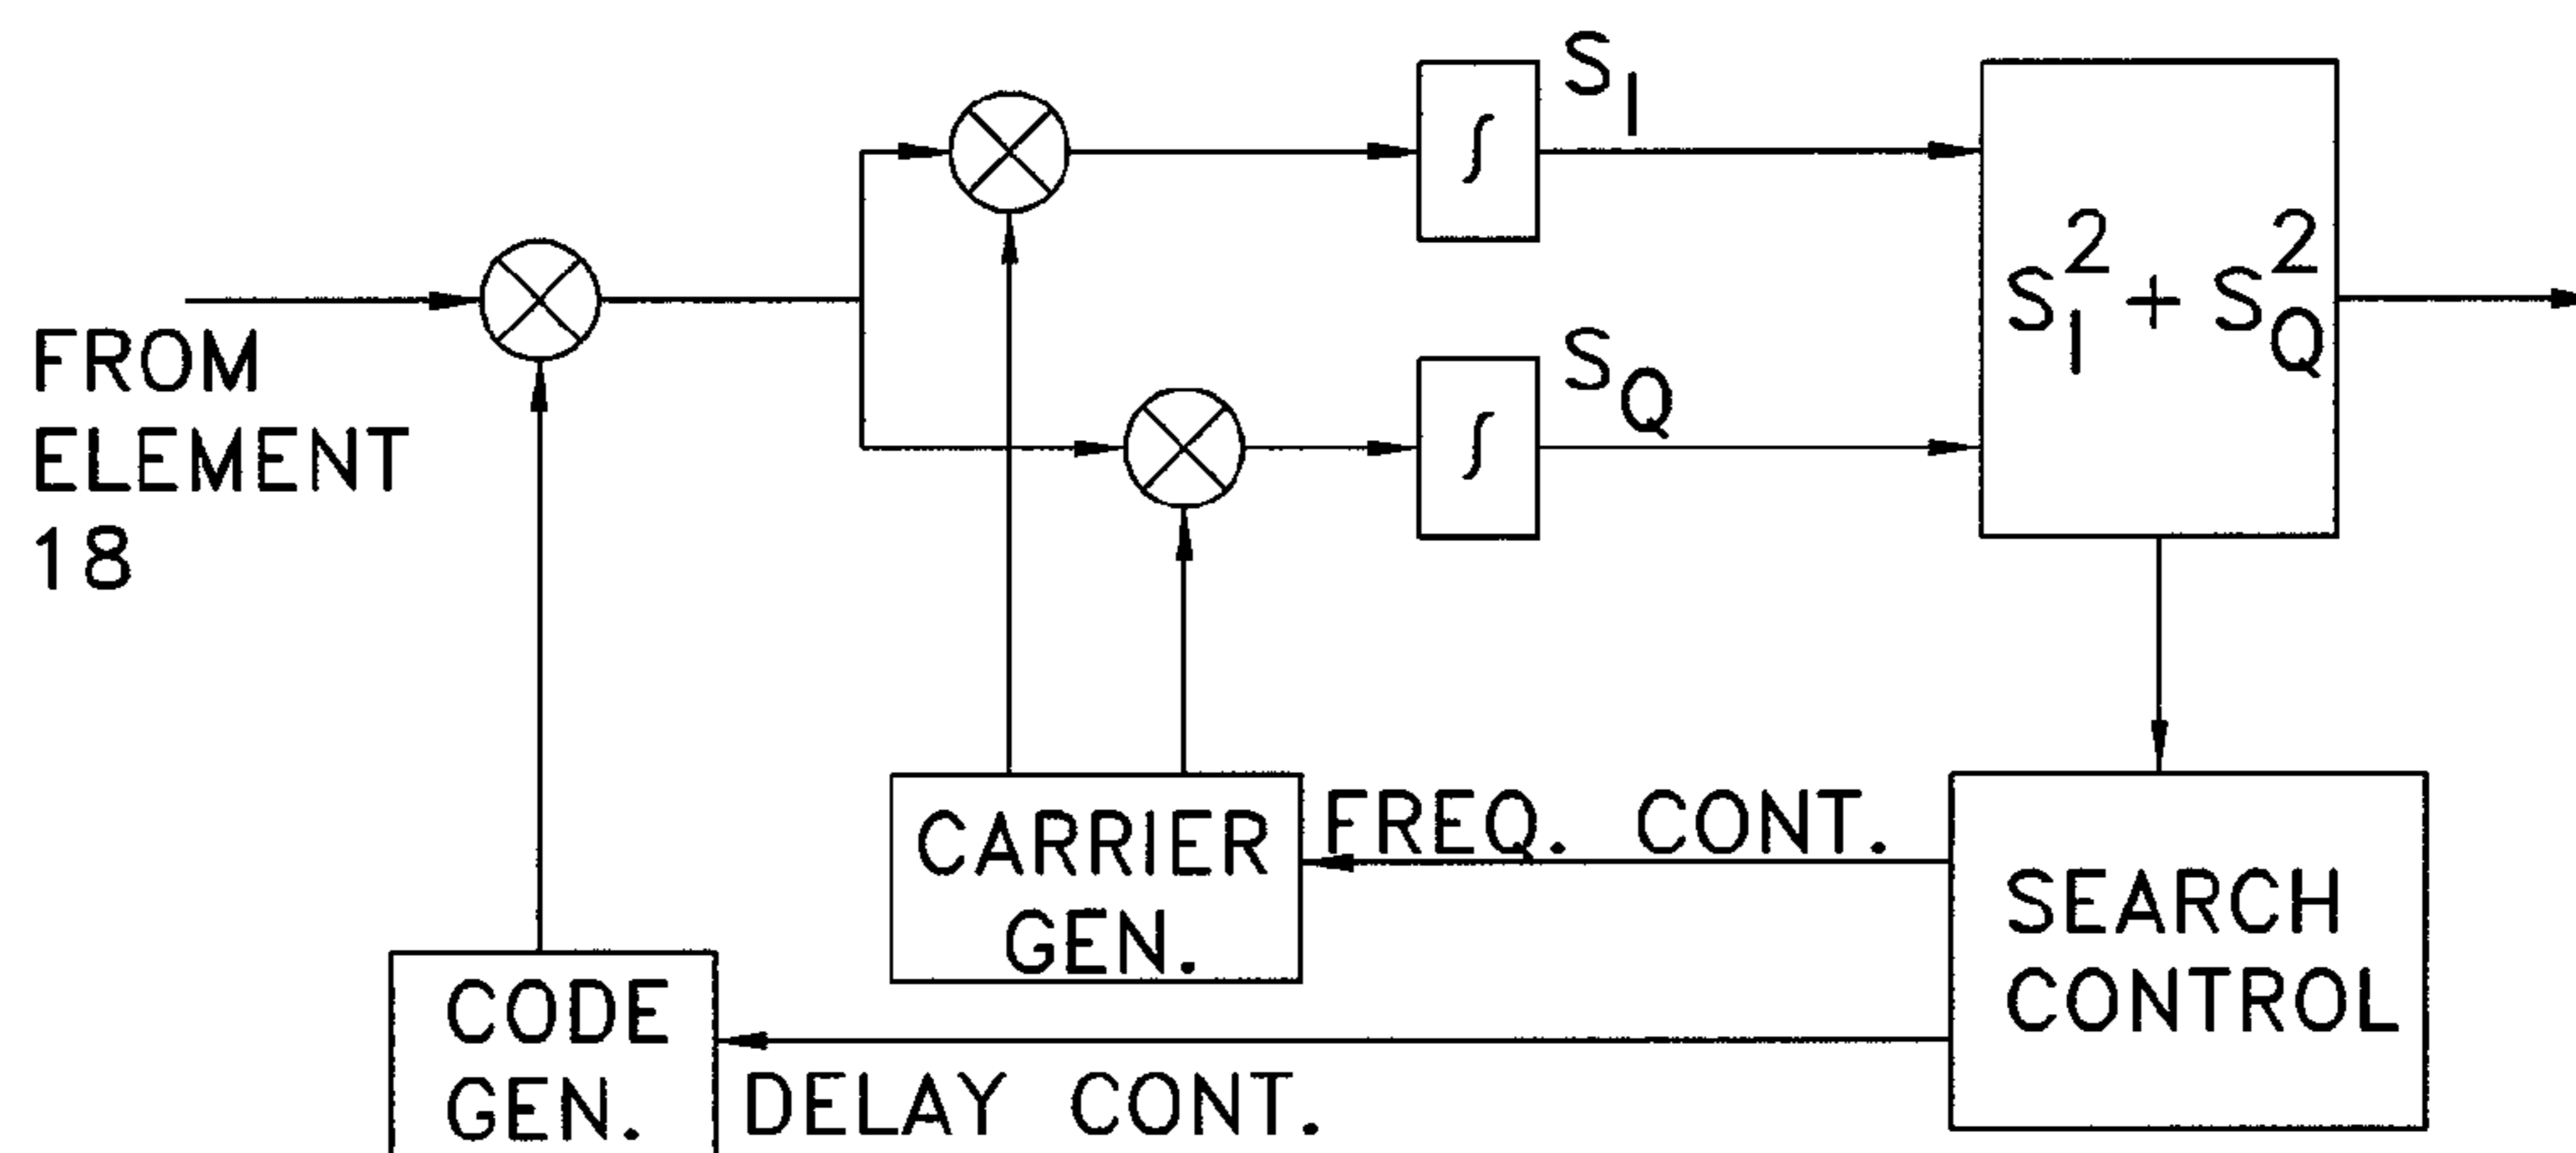 S_I
∫
S_I^2 + S_Q^2
FROM
ELEMENT
18
S_Q
∫
CARRIER
GEN.
FREQ. CONT.
SEARCH
CONTROL
CODE
GEN.
DELAY CONT.